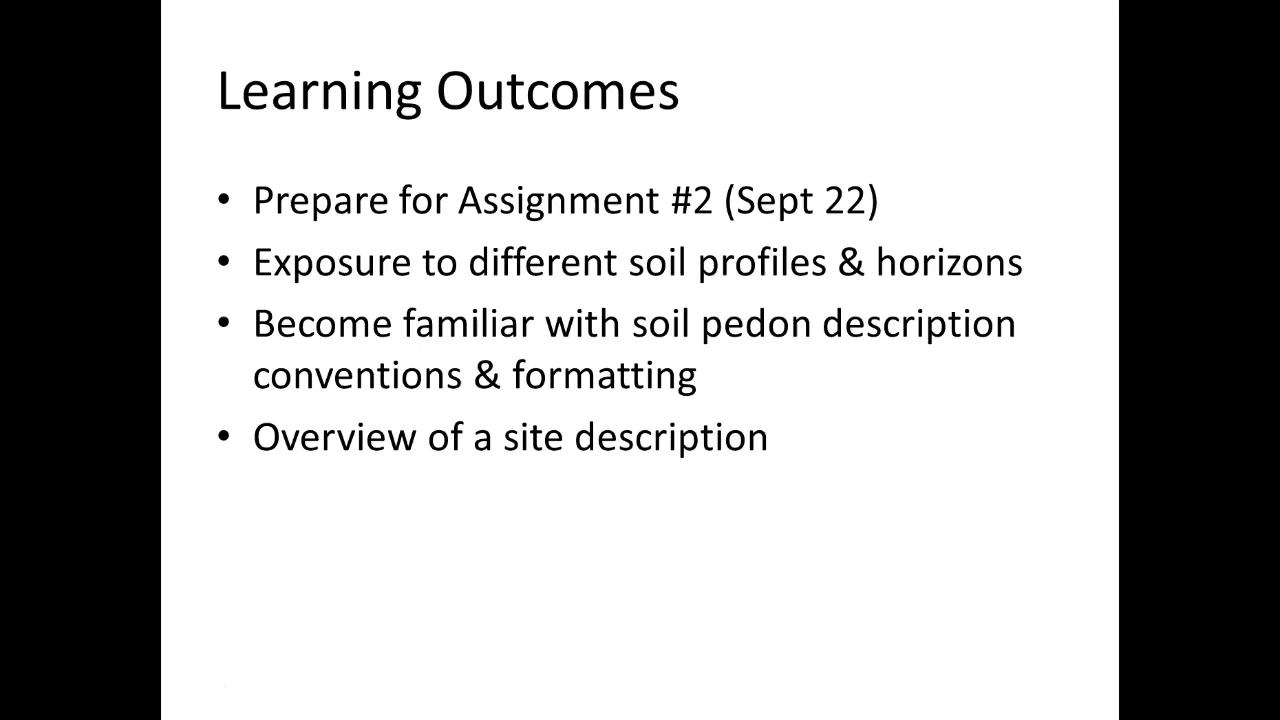 Learning Outcomes
• Prepare for Assignment #2 (Sept 22)
• Exposure to different soil profiles & horizons
• Become familiar with soil pedon description
conventions & formatting
• Overview of a site description